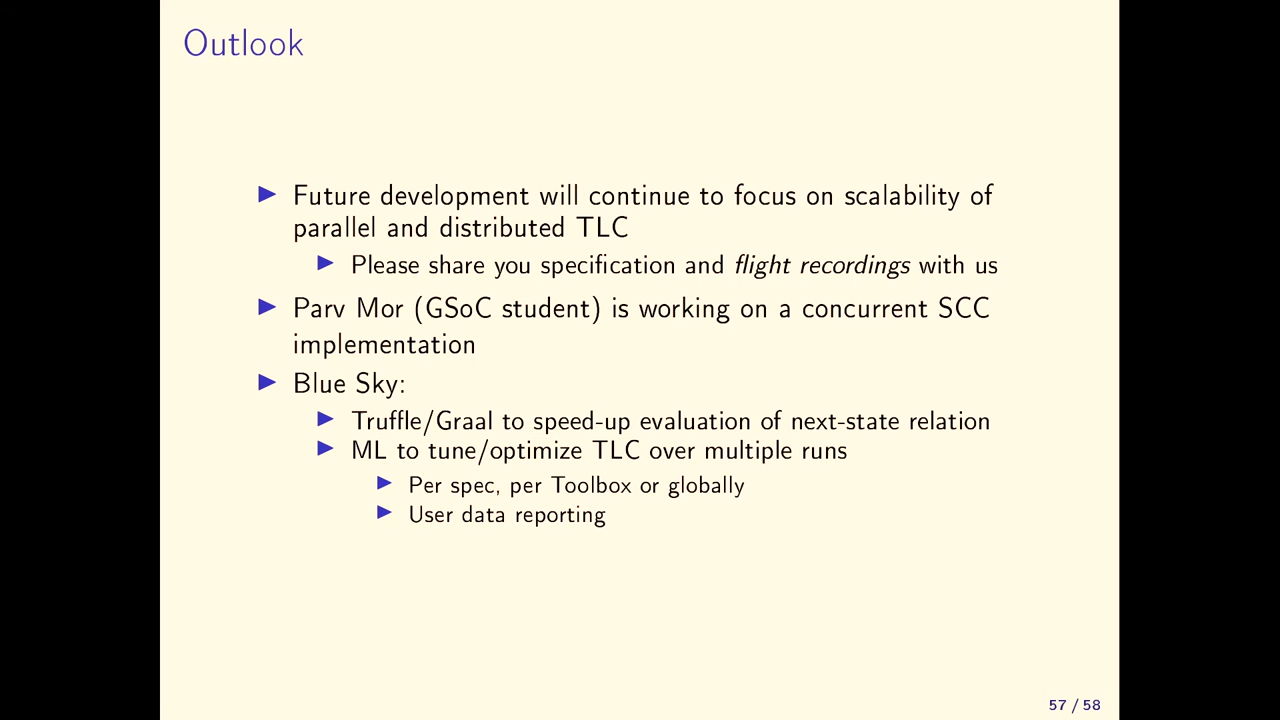 Outlook
Future development will continue to focus on scalability of
parallel and distributed TLC
Please share you specification and flight recordings with us
Parv Mor (GSoC student) is working on a concurrent SCC
implementation
Blue Sky:
Truffle/Graal to speed-up evaluation of next-state relation
ML to tune/optimize TLC over multiple runs
Per spec, per Toolbox or globally
User data reporting
57 / 58